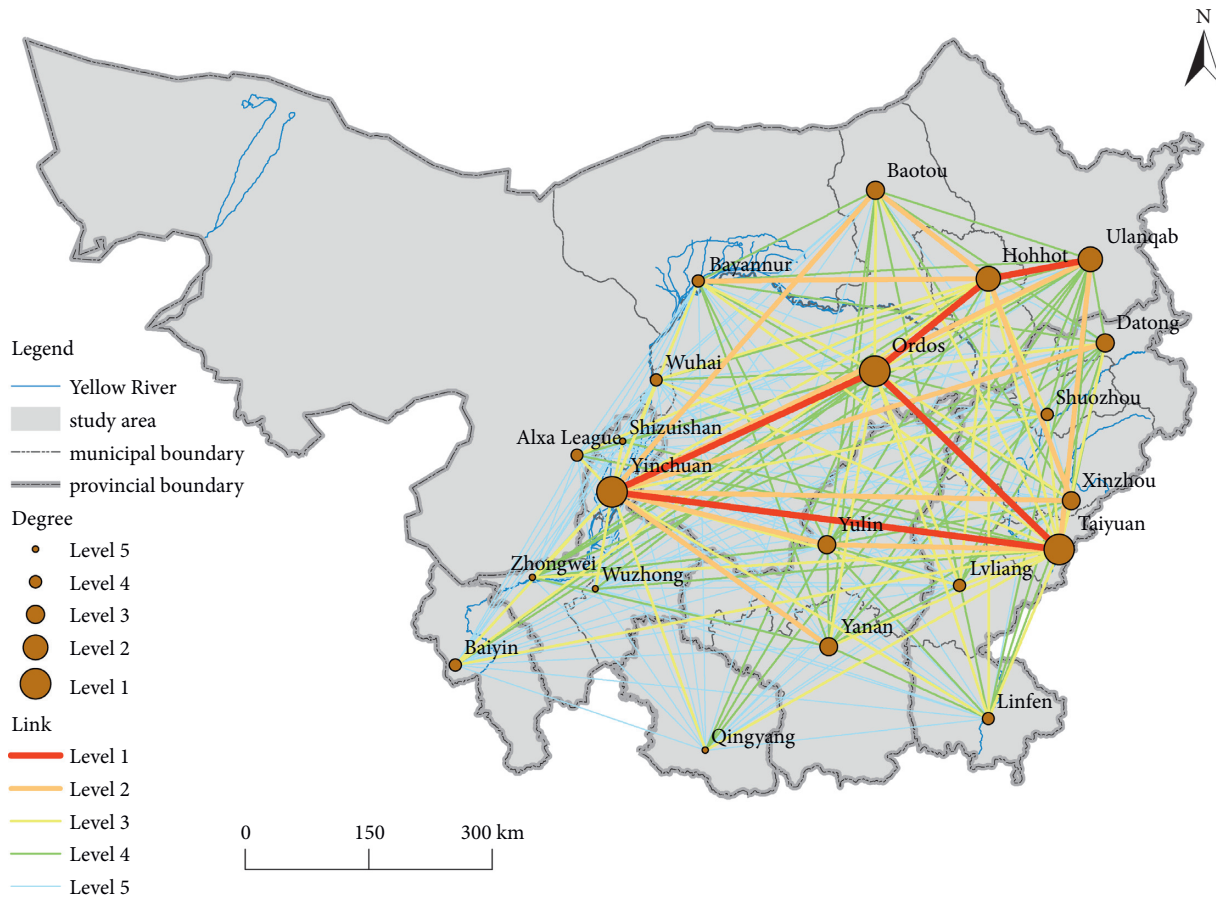 N
Baotou
Ulanqab
Hohhot
Bayannur
Datong
Ordos
Wuhai
Shuozhou
Shizuishan
Alxa League
Yinchuan
Xinzhou
Taiyuan
Yulin
Zhongwei
Wuzhong
Lvliang
Yanan
Baiyin
Linfen
Qingyang
Legend
Yellow River
study area
municipal boundary
provincial boundary
Degree
Level 5
Level 4
Level 3
Level 2
Level 1
Link
Level 1
Level 2
Level 3
Level 4
Level 5
0 150 300 km